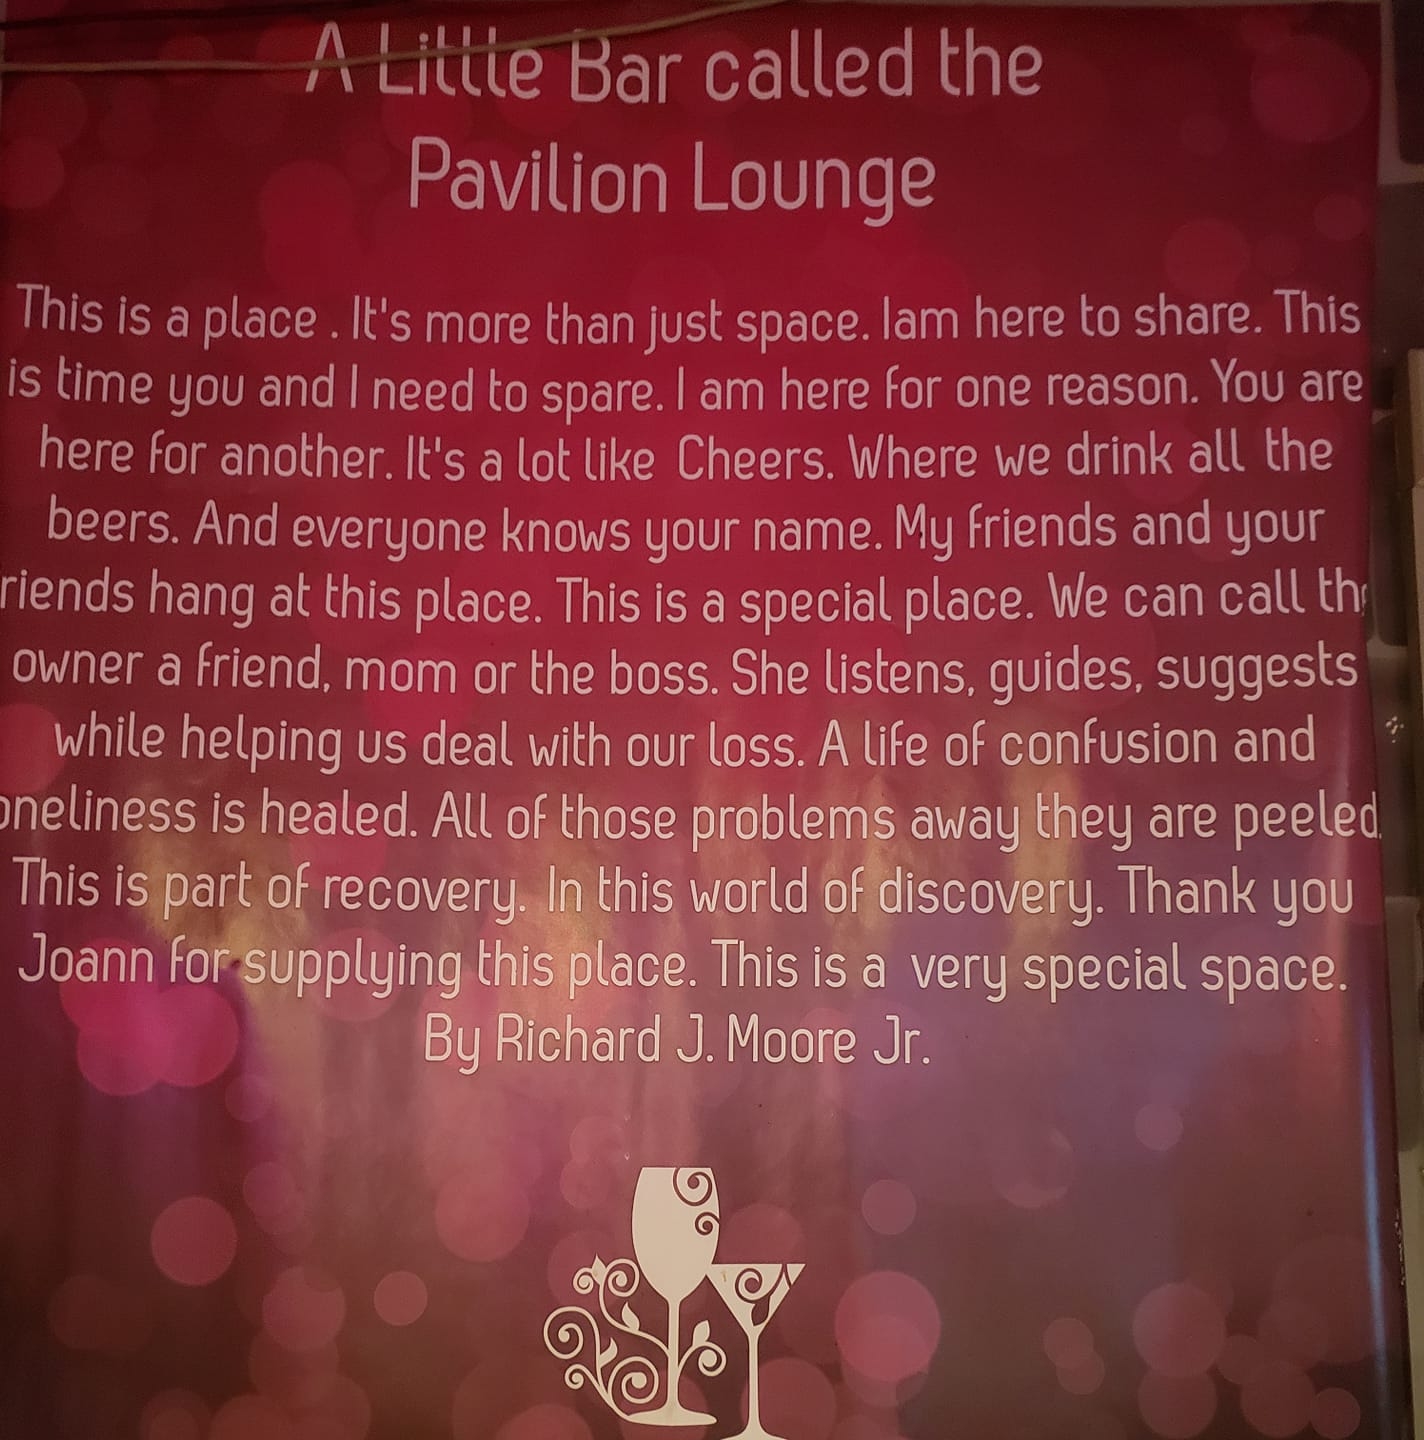 A Little Bar called the
Pavilion Lounge
This is a place . It's more than just space. Iam here to share. This
is time you and I need to spare. I am here for one reason. You are
here for another. It's a lot like Cheers. Where we drink all the
beers. And everyone knows your name. My friends and your
riends hang at this place. This is a special place. We can call the
owner a friend, mom or the boss. She listens, guides, suggests
while helping us deal with our loss. A life of confusion and
oneliness is healed. All of those problems away they are peeled.
This is part of recovery. In this world of discovery. Thank you
Joann for supplying this place. This is a very special space.
By Richard J. Moore Jr.